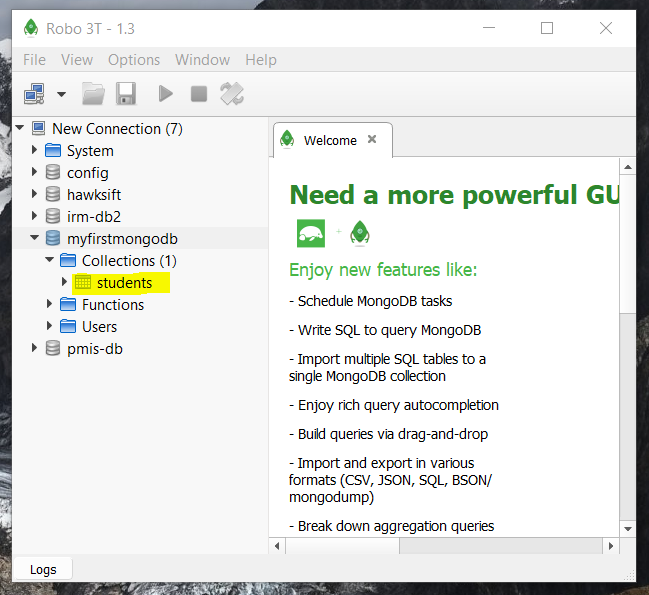 Robo 3T - 1.3
File View Options Window Help
New Connection (7)
System
config
hawksift
irm-db2
myfirstmongodb
Collections (1)
students
Functions
Users
pmis-db
Welcome
Need a more powerful GU
+
Enjoy new features like:
- Schedule MongoDB tasks
- Write SQL to query MongoDB
- Import multiple SQL tables to a
single MongoDB collection
- Enjoy rich query autocompletion
- Build queries via drag-and-drop
- Import and export in various
formats (CSV, JSON, SQL, BSON/
mongodump)
- Break down aggregation queries
Logs